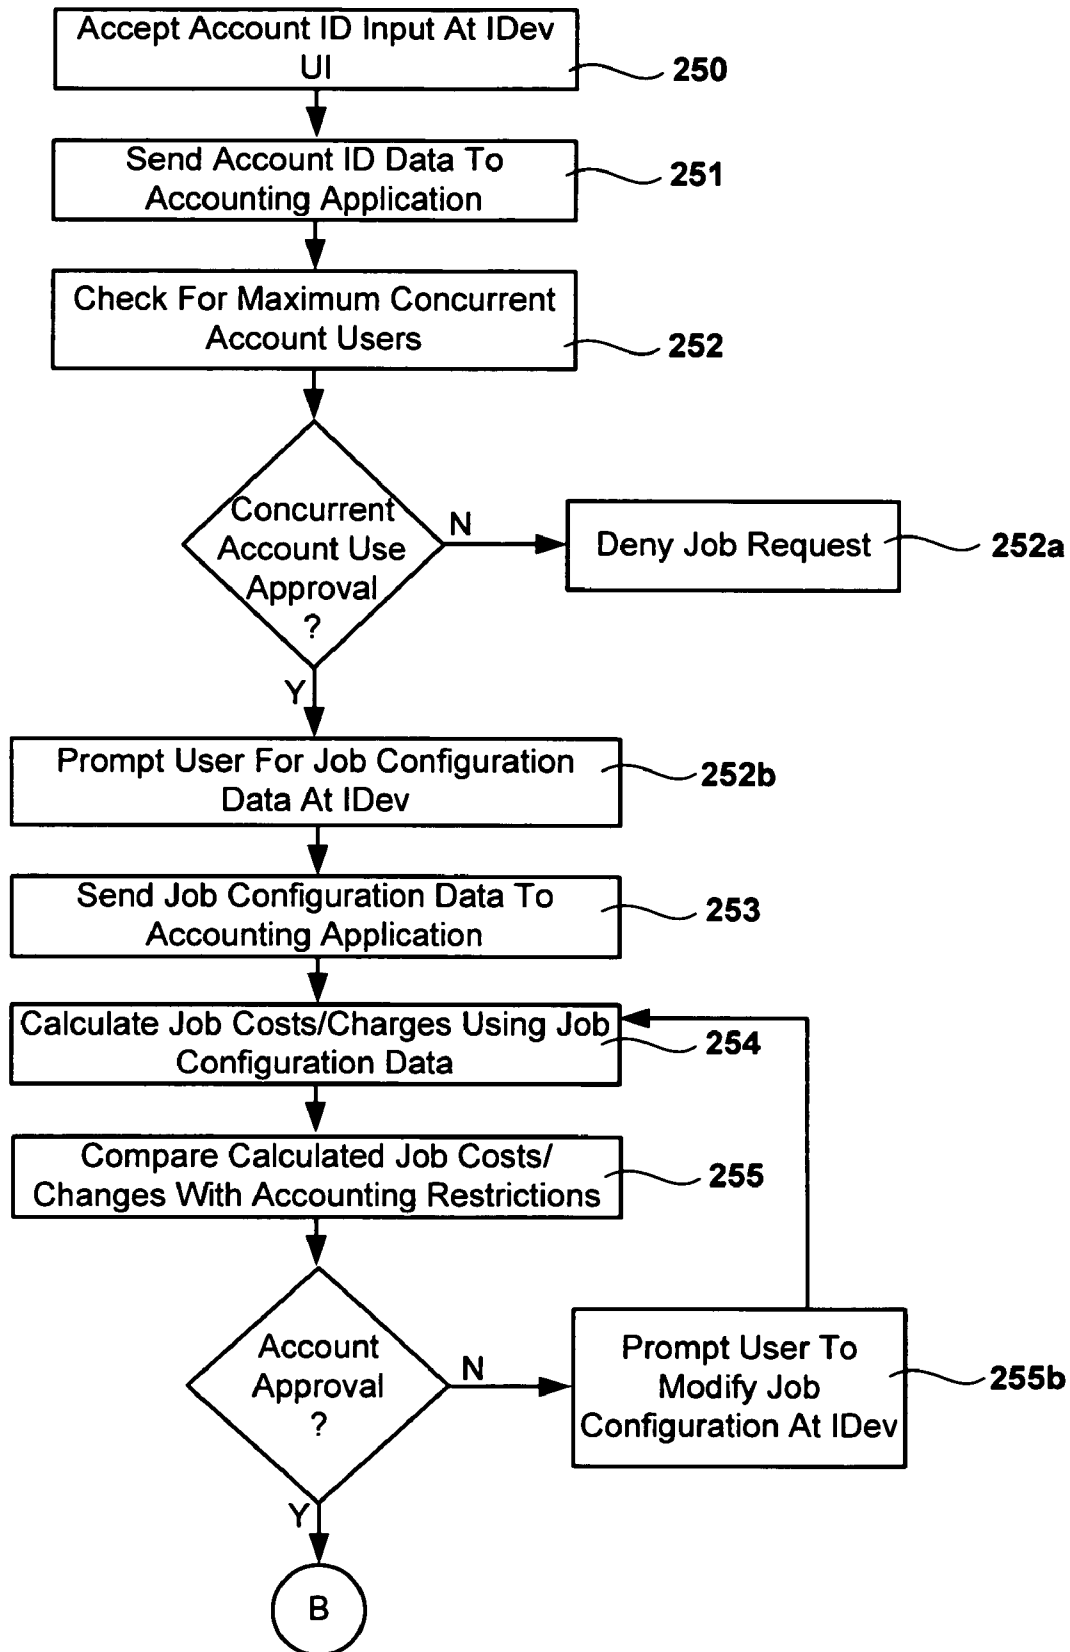 Accept Account ID Input At IDev
UI
250
Send Account ID Data To
Accounting Application
251
Check For Maximum Concurrent
Account Users
252
Concurrent
Account Use
Approval
?
N
Deny Job Request
252a
Y
Prompt User For Job Configuration
Data At IDev
252b
Send Job Configuration Data To
Accounting Application
253
Calculate Job Costs/Charges Using Job
Configuration Data
254
Compare Calculated Job Costs/
Changes With Accounting Restrictions
255
Account
Approval
?
N
Prompt User To
Modify Job
Configuration At IDev
255b
Y
B